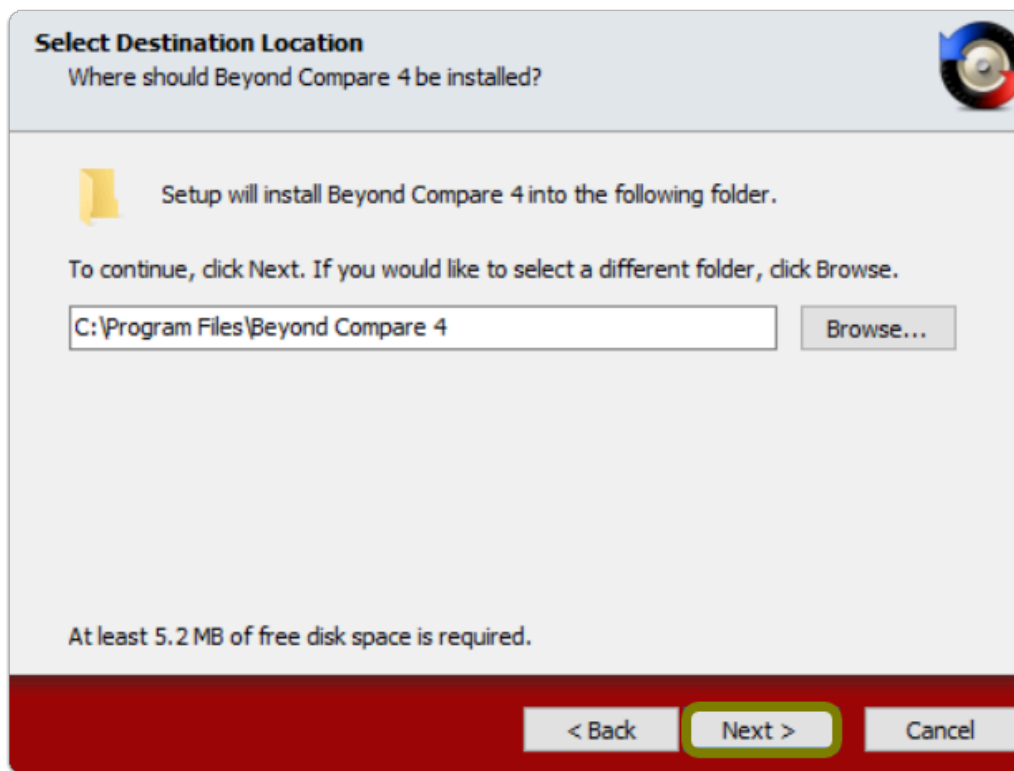 Select Destination Location
Where should Beyond Compare 4 be installed?
Setup will install Beyond Compare 4 into the following folder.
To continue, click Next. If you would like to select a different folder, click Browse.
C:\Program Files\Beyond Compare 4
Browse...
At least 5.2 MB of free disk space is required.
< Back
Next >
Cancel